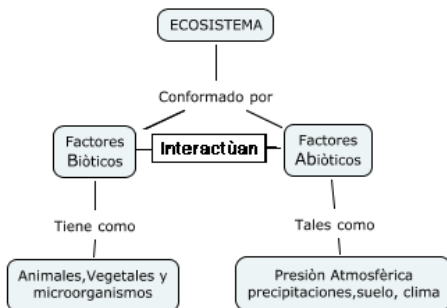 ECOSISTEMA
Conformado por
Factores
Biòticos
Interactùan
Factores
Abiòticos
Tiene como
Tales como
Animales,Vegetales y
microorganismos
Presiòn Atmosfèrica
precipitaciones,suelo, clima